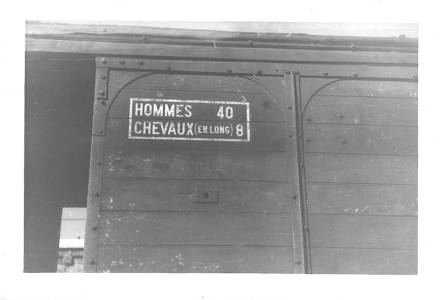 HOMMES 40
CHEVAUX (EN LONG) 8